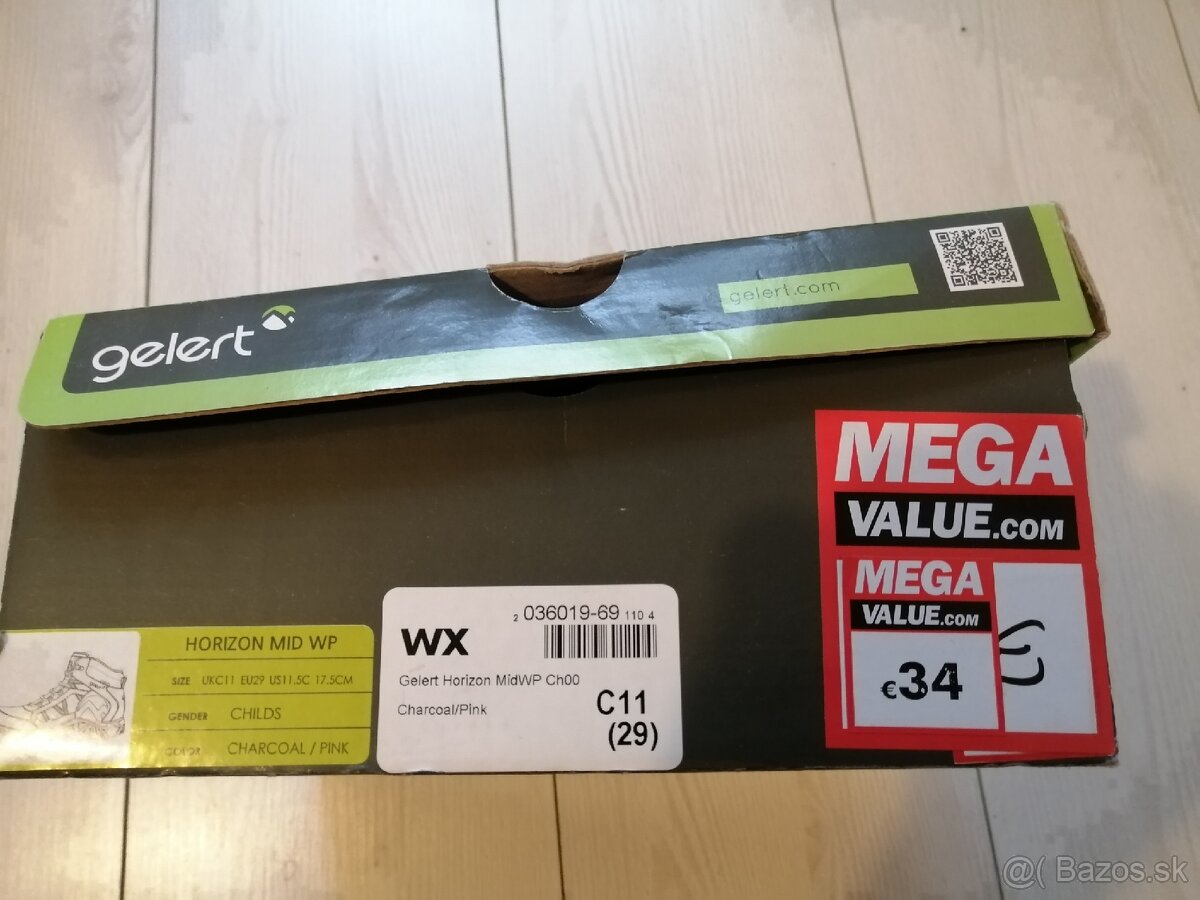 gelert
gelert.com
MEGA
VALUE.COM
MEGA
VALUE.COM
€34
€
HORIZON MID WP
SIZE UKC11 EU29 US11.5C 17.5CM
GENDER CHILDS
COLOR CHARCOAL / PINK
2 036019-69 110 4
WX
Gelert Horizon MidWP Ch00
Charcoal/Pink
C11
(29)
@( Bazos.sk